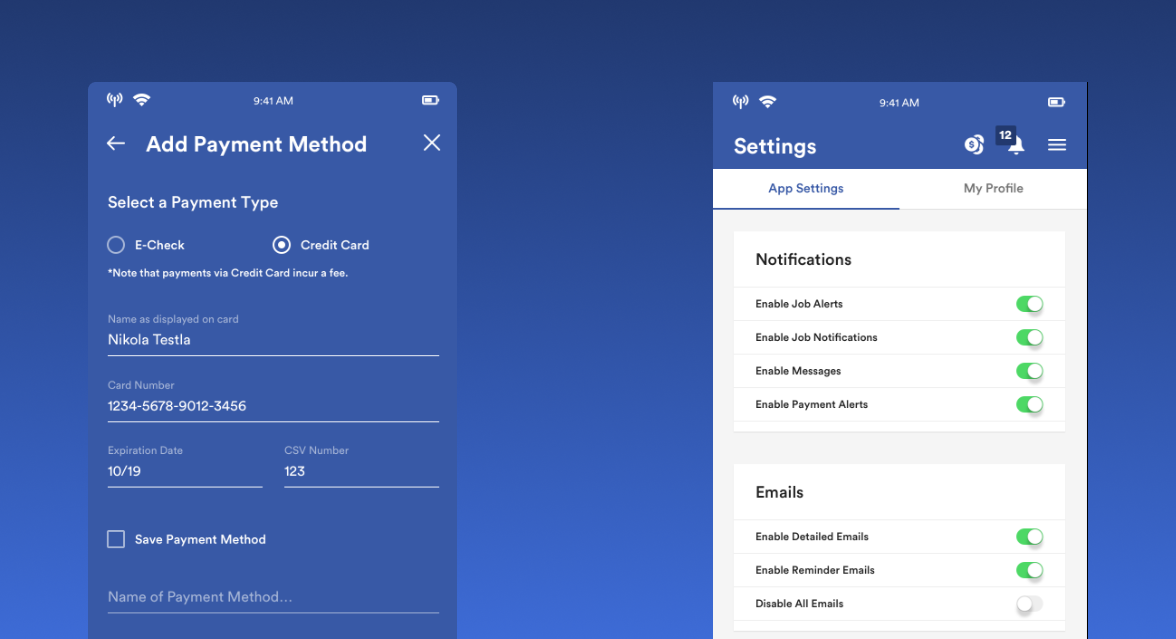 9:41 AM
Add Payment Method
Select a Payment Type
E-Check
Credit Card
*Note that payments via Credit Card incur a fee.
Name as displayed on card
Nikola Testla
Card Number
1234-5678-9012-3456
Expiration Date
CSV Number
10/19
123
Save Payment Method
Name of Payment Method...
9:41 AM
Settings
$
12
App Settings
My Profile
Notifications
Enable Job Alerts
Enable Job Notifications
Enable Messages
Enable Payment Alerts
Emails
Enable Detailed Emails
Enable Reminder Emails
Disable All Emails